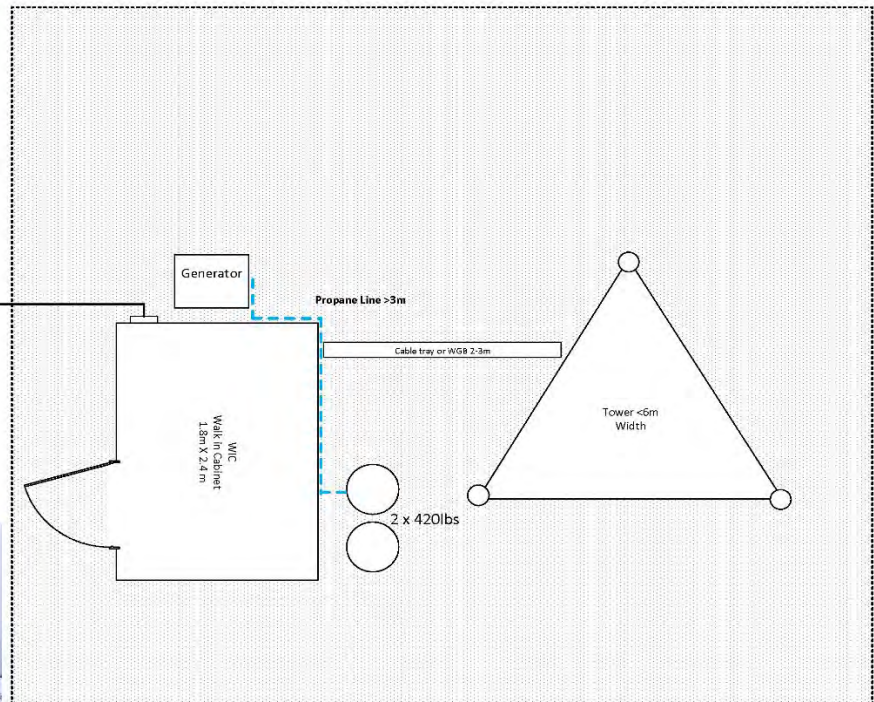 Generator
Propane Line >3m
Cable tray or WGB 2-3m
WIC
Walk in Cabinet
1.8m X 2.4 m
Tower <6m
Width
2 x 420lbs